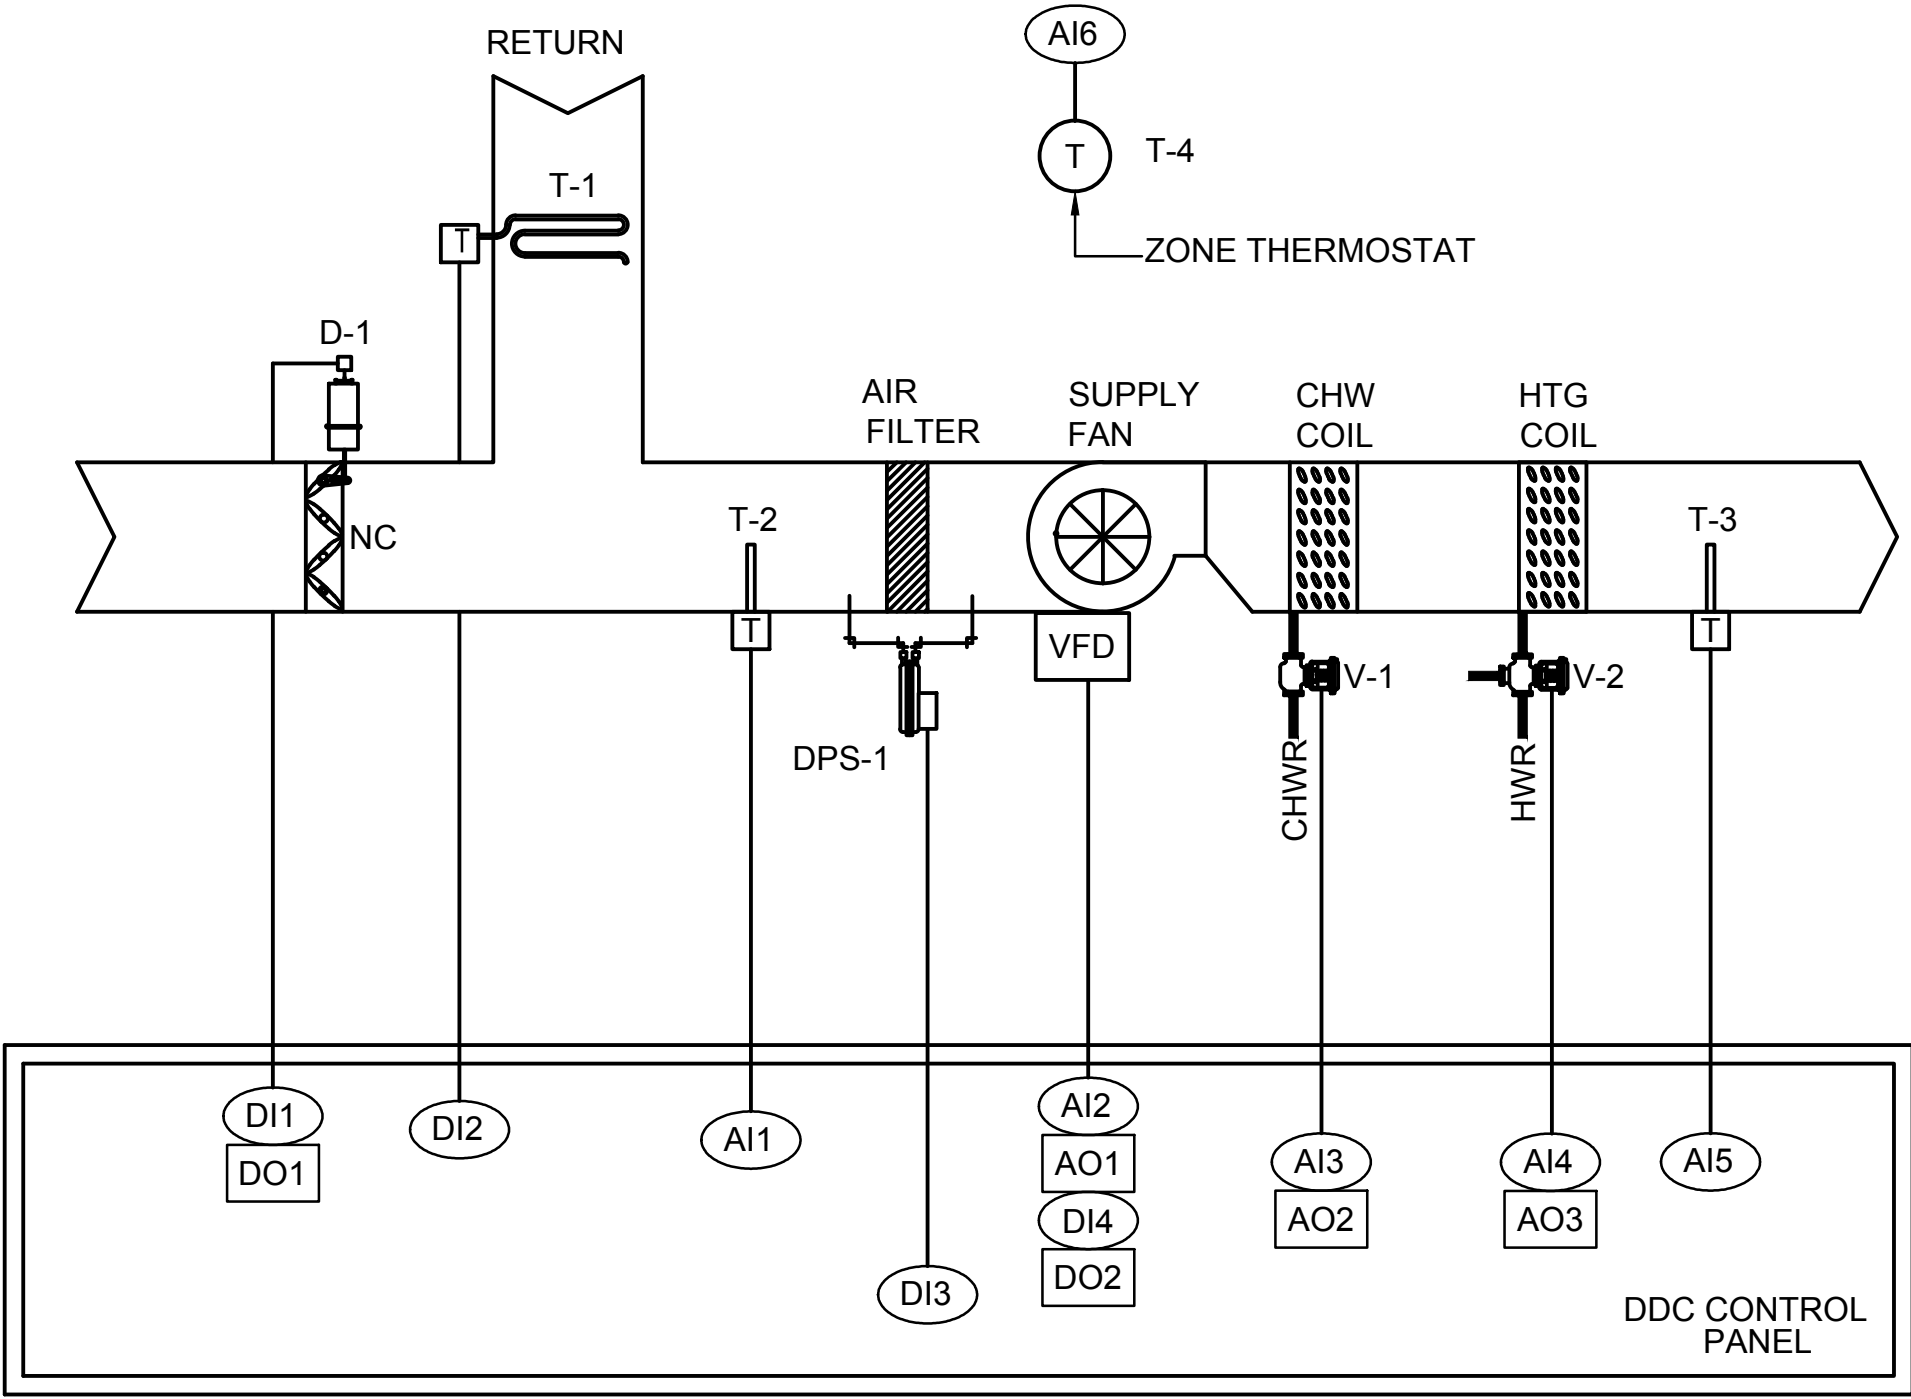 RETURN
AI6
T
T-4
T-1
T
ZONE THERMOSTAT
D-1
AIR
FILTER
SUPPLY
FAN
CHW
COIL
HTG
COIL
NC
T-2
T-3
T
VFD
T
V-1
V-2
DPS-1
CHWR
HWR
DI1
DO1
DI2
AI1
DI3
AI2
AO1
DI4
DO2
AI3
AO2
AI4
AO3
AI5
DDC CONTROL
PANEL